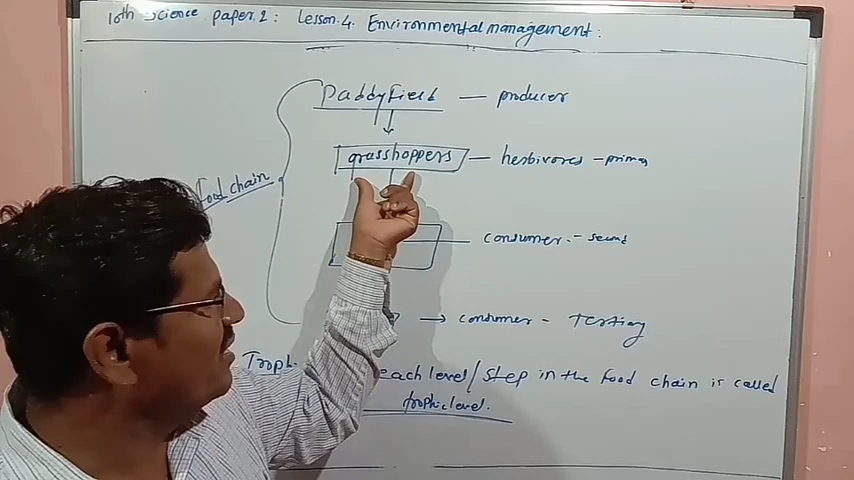 10th Science paper.2: Lesson.4. Environmental management:
PaddyField — producer
grasshoppers — herbivores - primary
Food chain
consumer. - Second
→ consumer - Tertiary
Troph. each level / step in the food chain is called
trophic level.